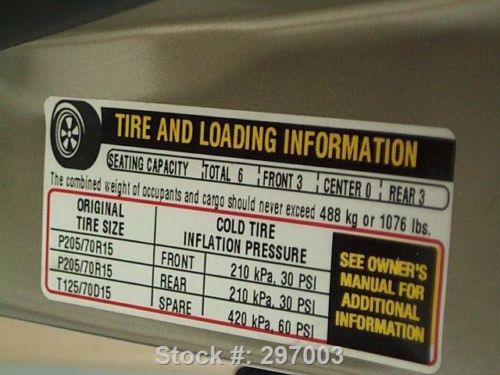 TIRE AND LOADING INFORMATION
SEATING CAPACITY TOTAL 6 FRONT 3 CENTER 0 REAR 3
The combined weight of occupants and cargo should never exceed 488 kg or 1076 lbs.
ORIGINAL TIRE SIZE
COLD TIRE INFLATION PRESSURE
P205/70R15 FRONT 210 kPa, 30 PSI
P205/70R15 REAR 210 kPa, 30 PSI
T125/70D15 SPARE 420 kPa, 60 PSI
SEE OWNER'S
MANUAL FOR
ADDITIONAL
INFORMATION
Stock #: 297003